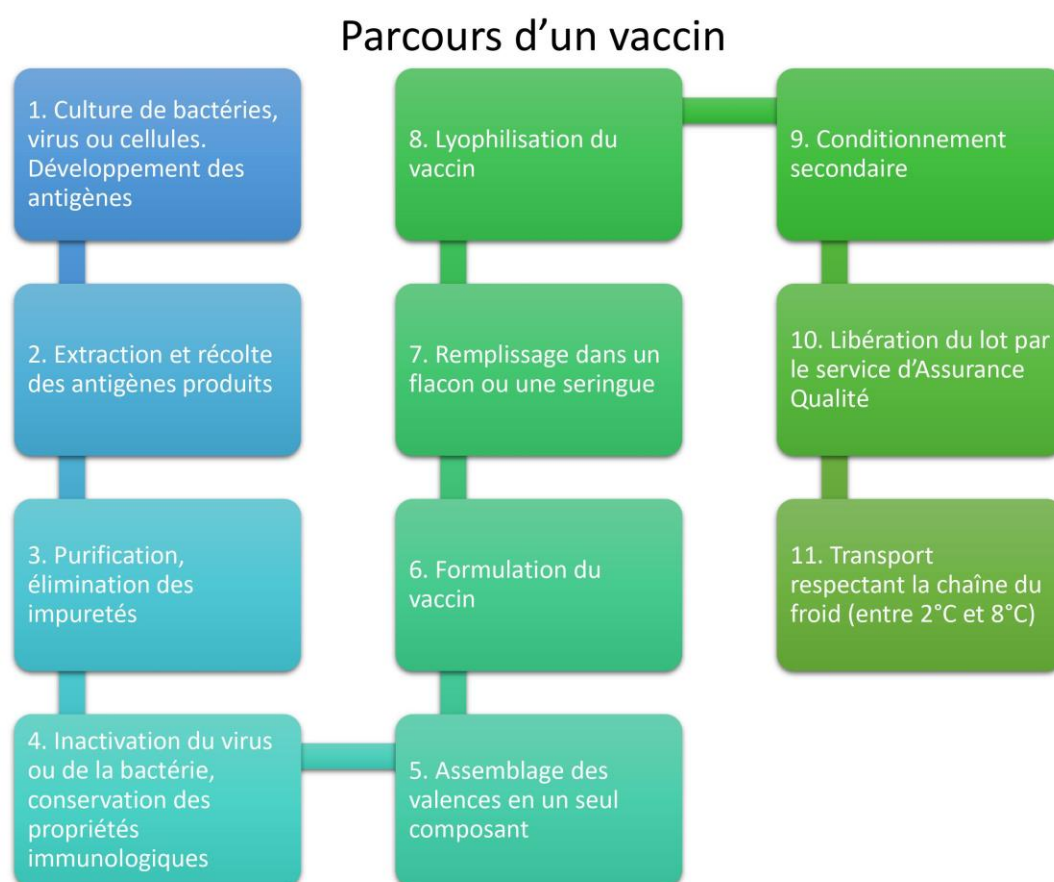 Parcours d’un vaccin
1. Culture de bactéries,
virus ou cellules.
Développement des
antigènes
2. Extraction et récolte
des antigènes produits
3. Purification,
élimination des
impuretés
4. Inactivation du virus
ou de la bactérie,
conservation des
propriétés
immunologiques
5. Assemblage des
valences en un seul
composant
6. Formulation du
vaccin
7. Remplissage dans un
flacon ou une seringue
8. Lyophilisation du
vaccin
9. Conditionnement
secondaire
10. Libération du lot par
le service d’Assurance
Qualité
11. Transport
respectant la chaîne du
froid (entre 2°C et 8°C)